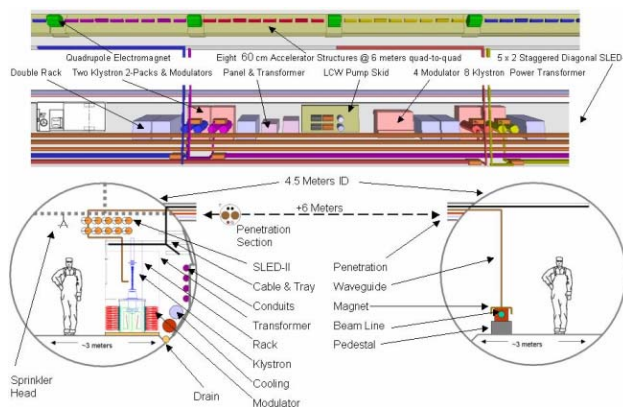 Quadrupole Electromagnet
Eight 60 cm Accelerator Structures @ 6 meters quad-to-quad
5 x 2 Staggered Diagonal SLED
Double Rack
Two Klystron 2-Packs & Modulators
Panel & Transformer
LCW Pump Skid
4 Modulator 8 Klystron
Power Transformer
4.5 Meters ID
+6 Meters
Penetration
Section
SLED-II
Cable & Tray
Conduits
Transformer
Rack
Klystron
Cooling
Modulator
Penetration
Waveguide
Magnet
Beam Line
Pedestal
~3 meters
~3 meters
Sprinkler
Head
Drain